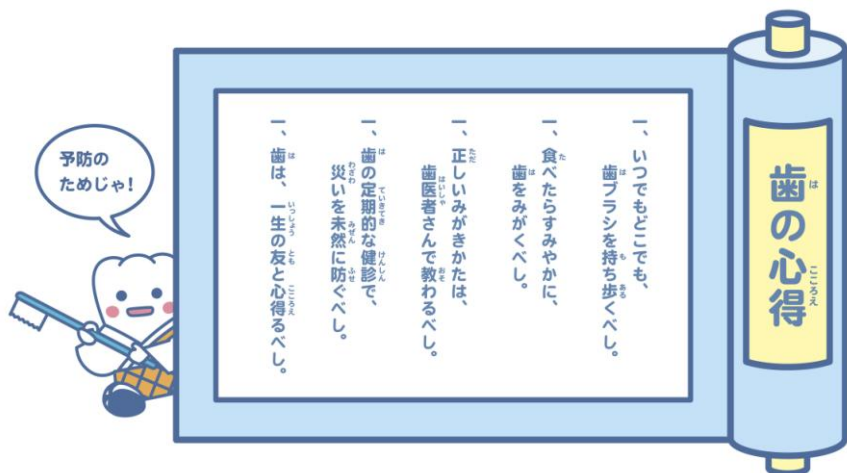 歯の心得
一、いつでもどこでも、
歯ブラシを持ち歩くべし。
一、食べたらすみやかに、
歯をみがくべし。
一、正しいみがきかたは、
歯医者さんで教わるべし。
一、歯の定期的な健診で、
災いを未然に防ぐべし。
一、歯は、一生の友と心得るべし。
予防の
ためじゃ！